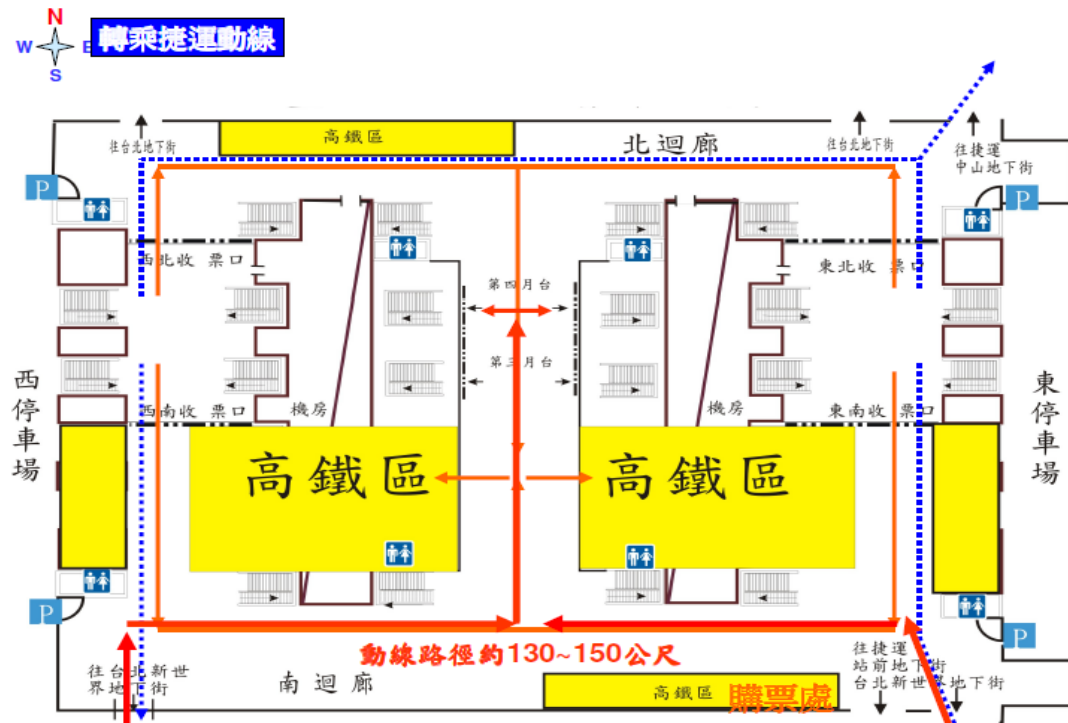 N
W
E
S
轉乘捷運動線
高鐵區
往台北地下街
北迴廊
往台北地下街
往捷運
中山地下街
P
P
西北收 票口
東北收 票口
第四月台
第三月台
西停車場
東停車場
西南收 票口
機房
機房
東南收 票口
高鐵區
高鐵區
P
P
動線路徑約130~150公尺
往台北新世
界地下街
南迴廊
往捷運
站前地下街
台北新世界地下街
高鐵區
購票處